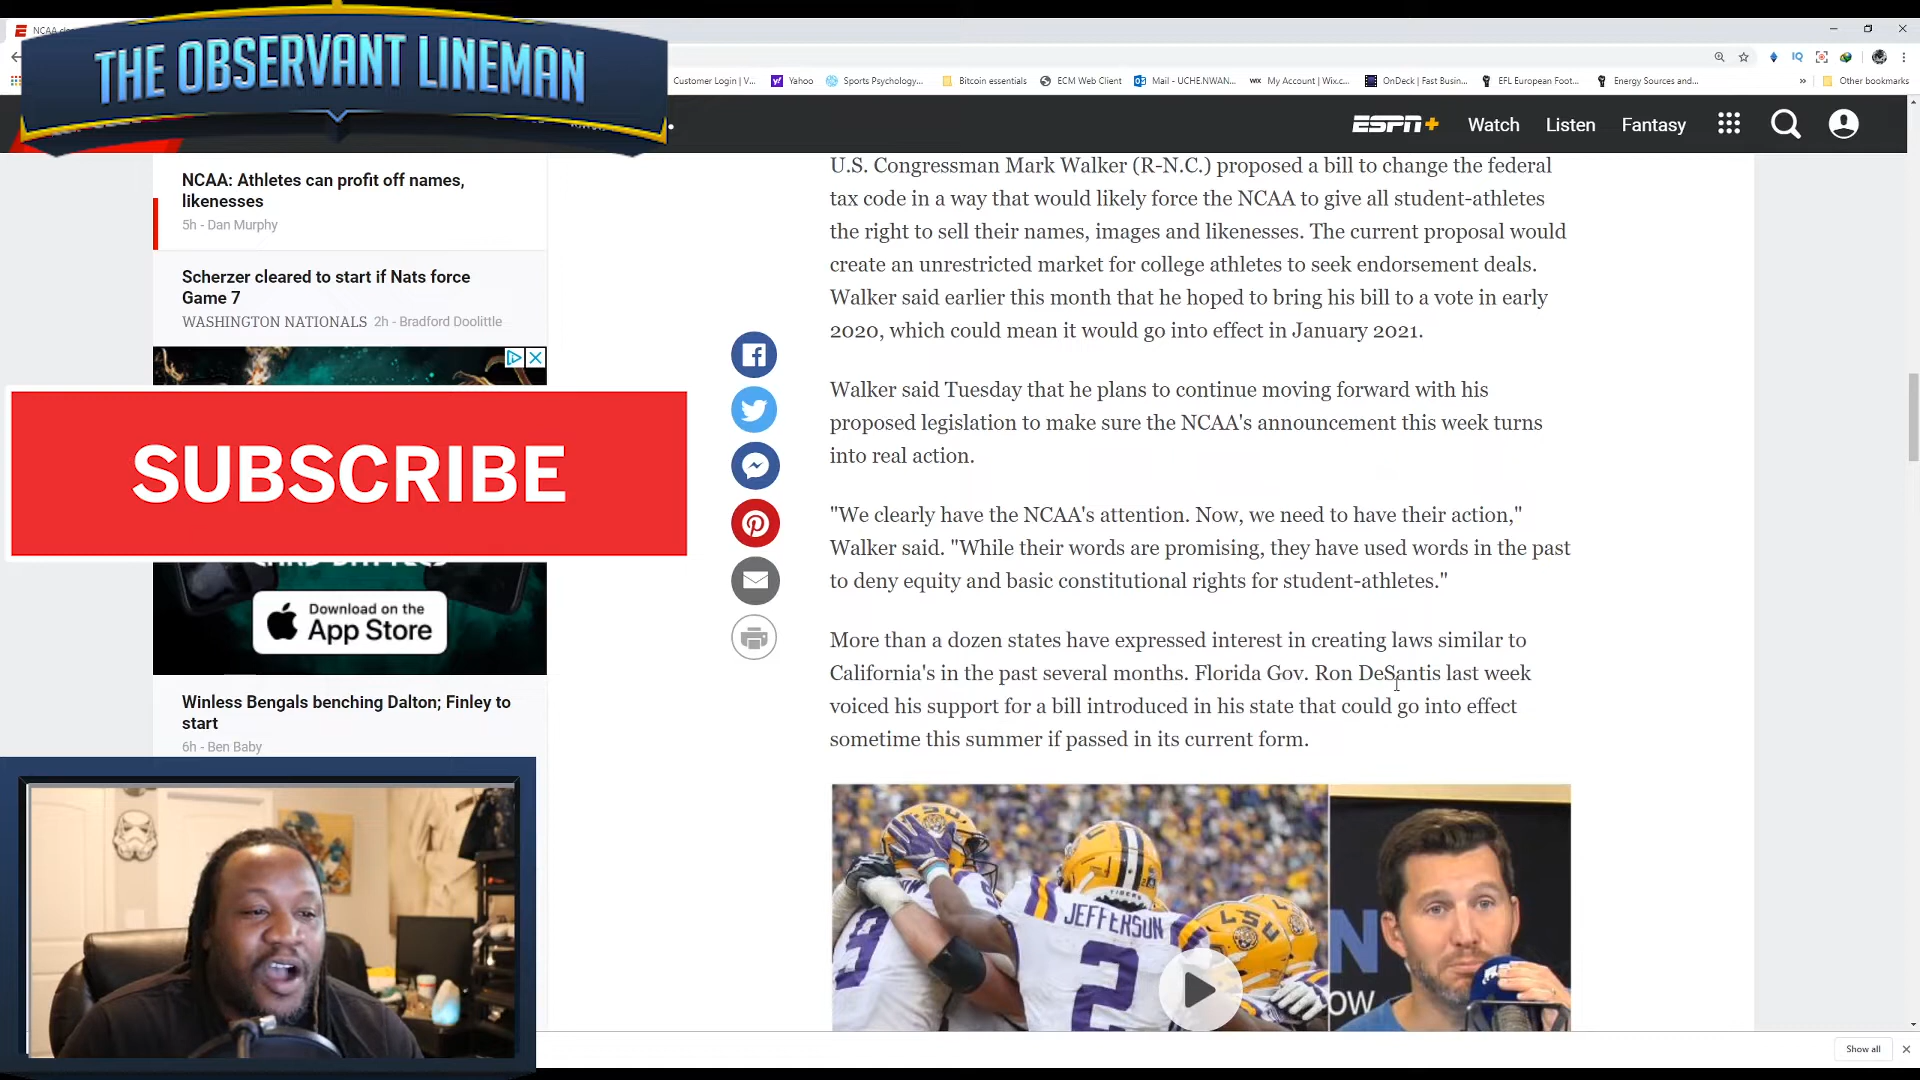 THE OBSERVANT LINEMAN
Customer Login | V...
Yahoo
Sports Psychology...
Bitcoin essentials
ECM Web Client
Mail - UCHE.NWAN...
WIX My Account | Wix.c...
OnDeck | Fast Busin...
EFL European Foot...
Energy Sources and...
»
Other bookmarks
ESPN+
Watch
Listen
Fantasy
NCAA: Athletes can profit off names,
likenesses
5h - Dan Murphy
Scherzer cleared to start if Nats force
Game 7
WASHINGTON NATIONALS 2h - Bradford Doolittle
SUBSCRIBE
Download on the
App Store
Winless Bengals benching Dalton; Finley to
start
6h - Ben Baby
U.S. Congressman Mark Walker (R-N.C.) proposed a bill to change the federal
tax code in a way that would likely force the NCAA to give all student-athletes
the right to sell their names, images and likenesses. The current proposal would
create an unrestricted market for college athletes to seek endorsement deals.
Walker said earlier this month that he hoped to bring his bill to a vote in early
2020, which could mean it would go into effect in January 2021.
Walker said Tuesday that he plans to continue moving forward with his
proposed legislation to make sure the NCAA's announcement this week turns
into real action.
"We clearly have the NCAA's attention. Now, we need to have their action,"
Walker said. "While their words are promising, they have used words in the past
to deny equity and basic constitutional rights for student-athletes."
More than a dozen states have expressed interest in creating laws similar to
California's in the past several months. Florida Gov. Ron DeSantis last week
voiced his support for a bill introduced in his state that could go into effect
sometime this summer if passed in its current form.
JEFFERSON
2
9
LSU
N
OW
Show all